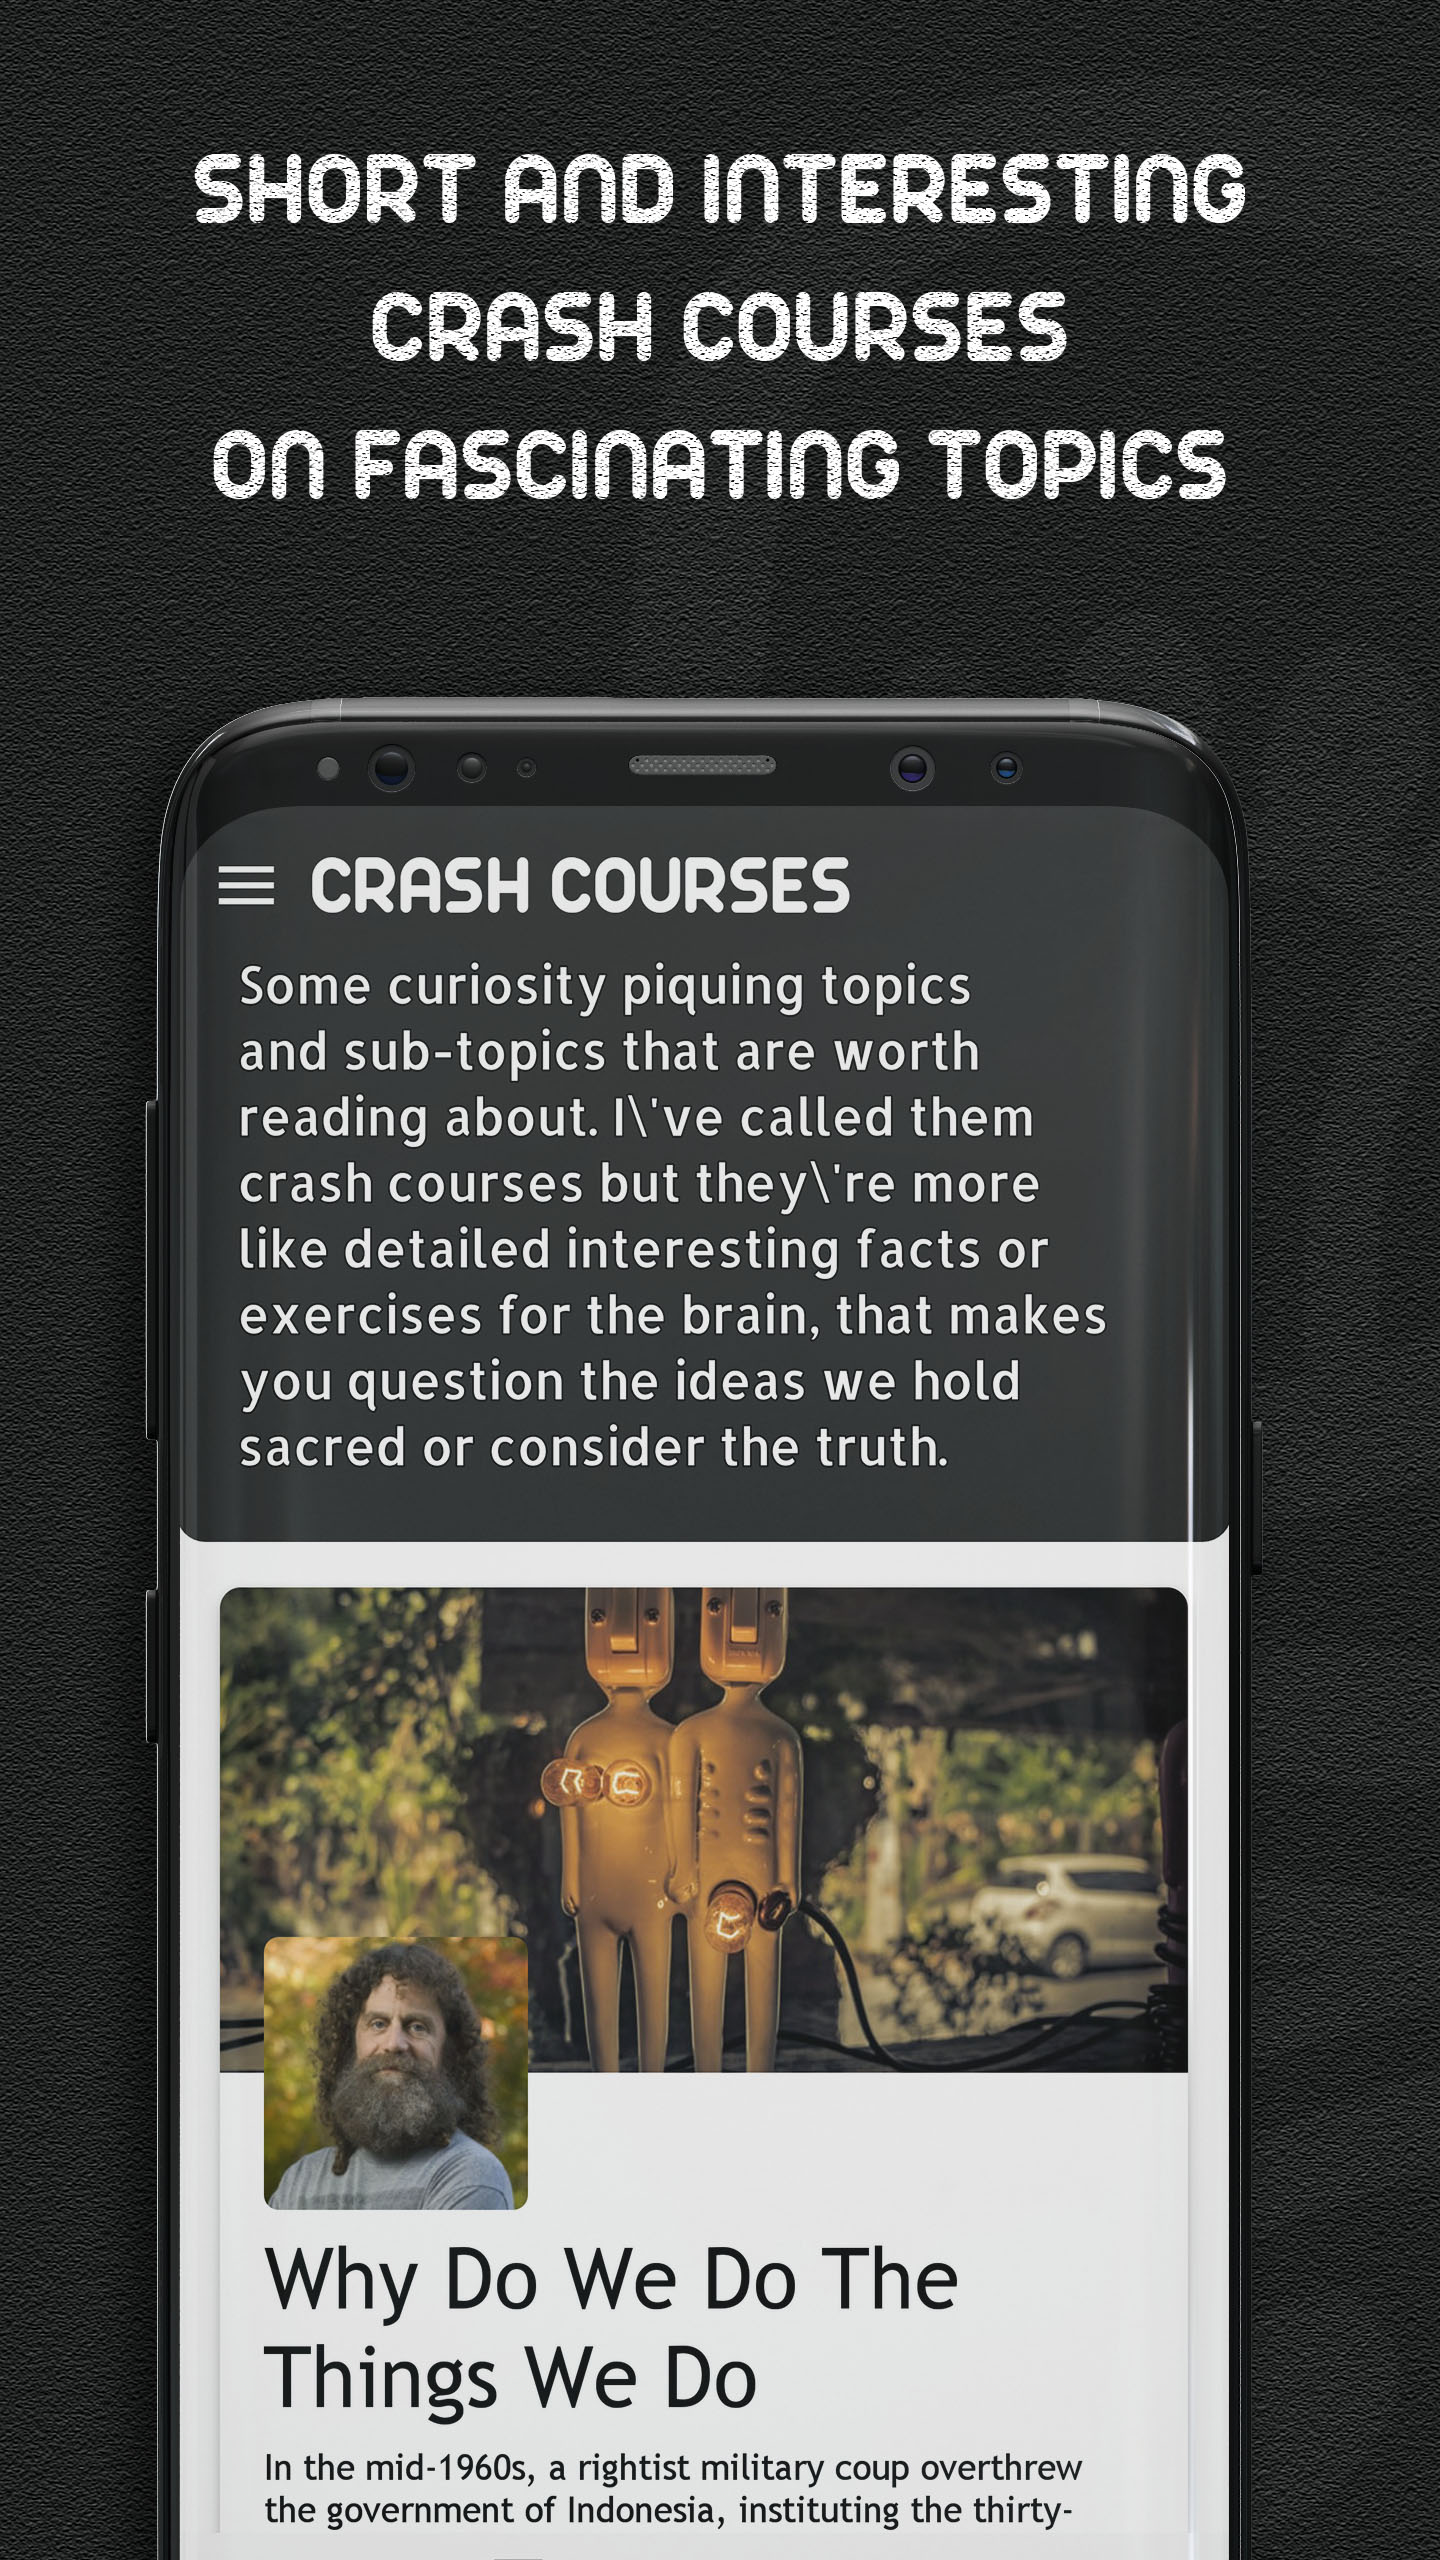 SHORT AND INTERESTING
CRASH COURSES
ON FASCINATING TOPICS
CRASH COURSES
Some curiosity piquing topics
and sub-topics that are worth
reading about. I\'ve called them
crash courses but they\'re more
like detailed interesting facts or
exercises for the brain, that makes
you question the ideas we hold
sacred or consider the truth.
Why Do We Do The
Things We Do
In the mid-1960s, a rightist military coup overthrew
the government of Indonesia, instituting the thirty-